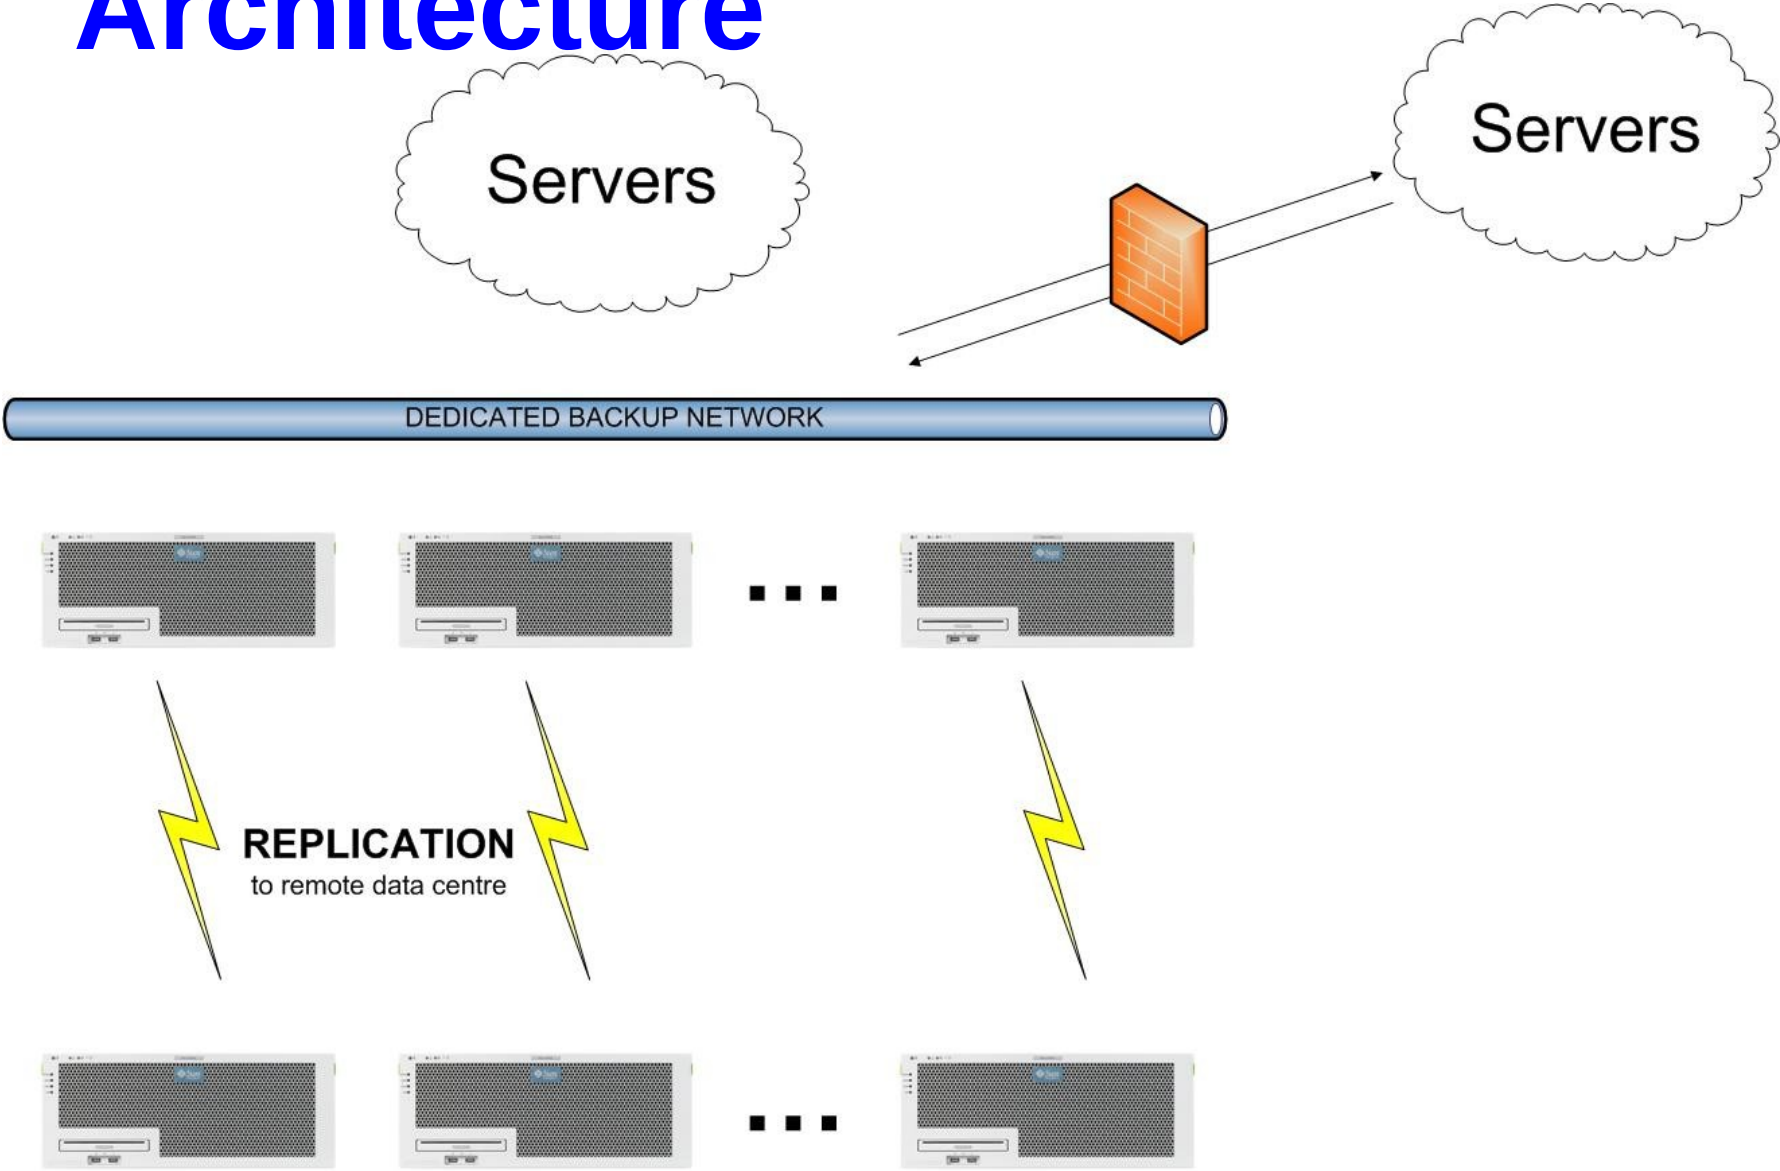 Architecture
Servers
Servers
DEDICATED BACKUP NETWORK
REPLICATION
to remote data centre